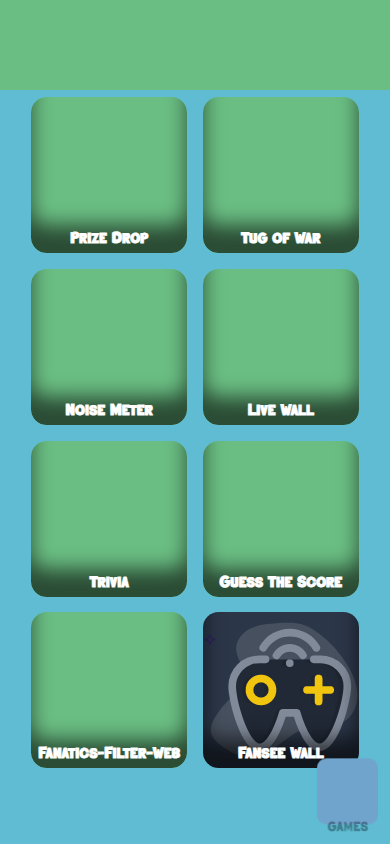 Prize Drop
Tug of War
Noise Meter
Live Wall
Trivia
Guess The Score
Fanatics-Filter-Web
Fansee Wall
GAMES